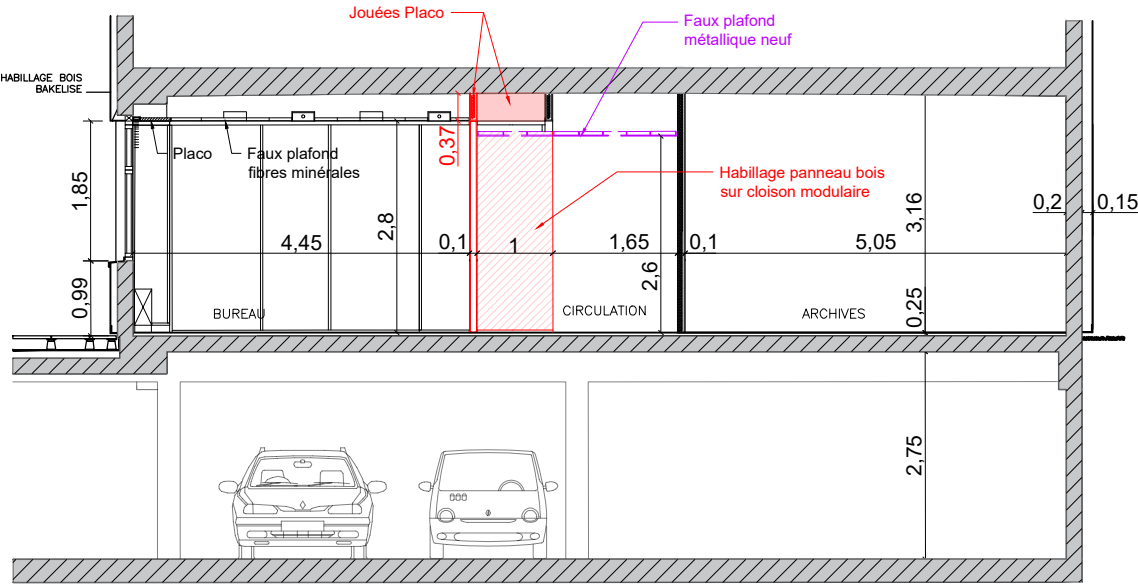 Jouées Placo
Faux plafond
métallique neuf
HABILLAGE BOIS
BAKELISE
Placo
Faux plafond
fibres minérales
0,37
Habillage panneau bois
sur cloison modulaire
1,85
2,8
3,16
0,2
0,15
4,45
0,1
1
1,65
0,1
5,05
2,6
0,99
0,25
BUREAU
CIRCULATION
ARCHIVES
2,75